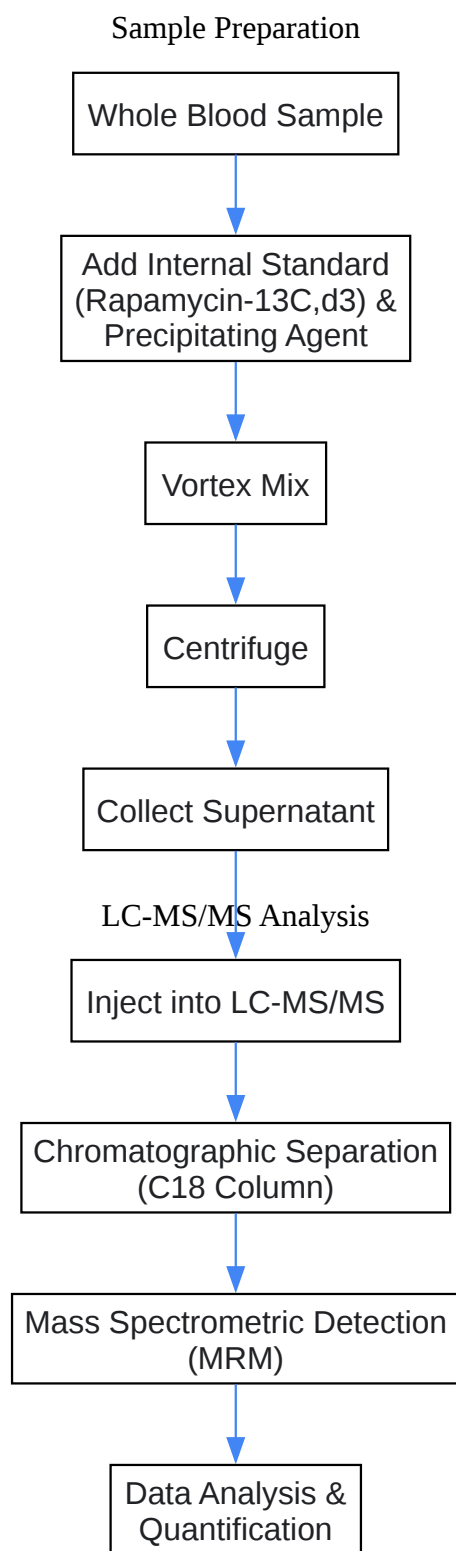 Sample Preparation
Whole Blood Sample
Add Internal Standard
(Rapamycin-13C,d3) &
Precipitating Agent
Vortex Mix
Centrifuge
Collect Supernatant
LC-MS/MS Analysis
Inject into LC-MS/MS
Chromatographic Separation
(C18 Column)
Mass Spectrometric Detection
(MRM)
Data Analysis &
Quantification